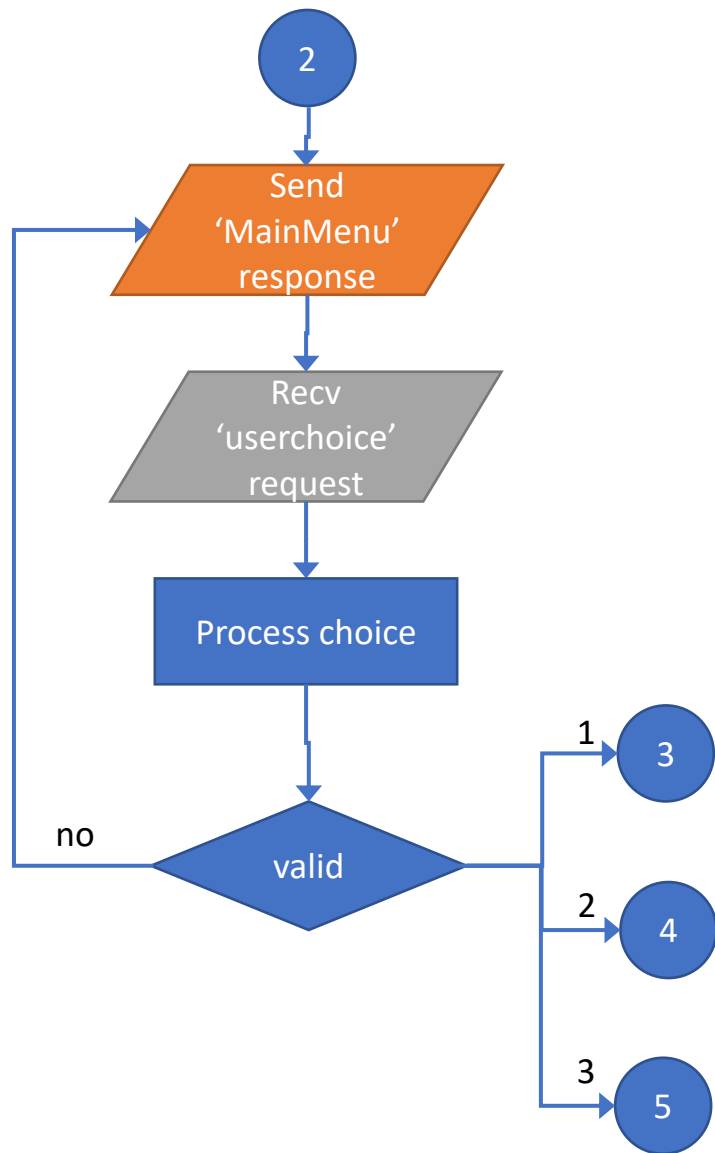 2
Send
‘MainMenu’
response
Recv
‘userchoice’
request
Process choice
1
3
no
valid
2
4
3
5